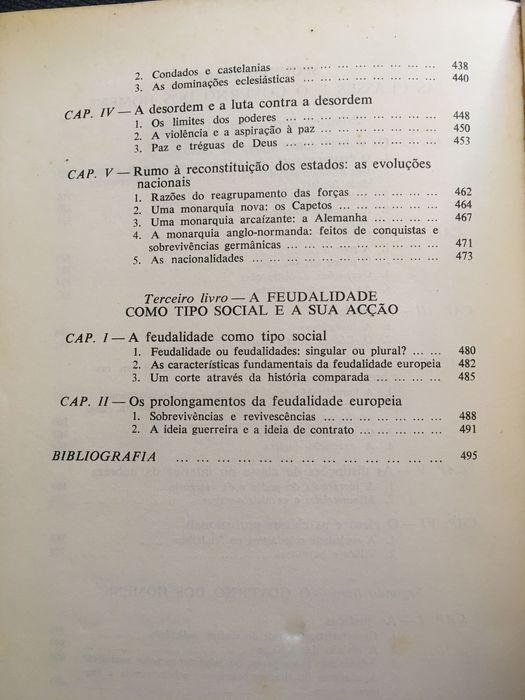 2. Condados e castelanias ... ... ... ... ... ... ... ... ... 438
3. As dominações eclesiásticas ... ... ... ... ... ... ... ... 440
CAP. IV — A desordem e a luta contra a desordem
1. Os limites dos poderes ... ... ... ... ... ... ... ... ... 448
2. A violência e a aspiração à paz ... ... ... ... ... ... ... 450
3. Paz e tréguas de Deus ... ... ... ... ... ... ... ... ... 453
CAP. V — Rumo à reconstituição dos estados: as evoluções
nacionais
1. Razões do reagrupamento das forças ... ... ... ... ... 462
2. Uma monarquia nova: os Capetos ... ... ... ... ... ... 464
3. Uma monarquia arcaízante: a Alemanha ... ... ... ... 467
4. A monarquia anglo-normanda: feitos de conquistas e
sobrevivências germânicas ... ... ... ... ... ... ... ... ... 471
5. As nacionalidades ... ... ... ... ... ... ... ... ... ... ... 473
Terceiro livro — A FEUDALIDADE
COMO TIPO SOCIAL E A SUA ACÇÃO
CAP. I — A feudalidade como tipo social
1. Feudalidade ou feudalidades: singular ou plural? ... ... 480
2. As características fundamentais da feudalidade europeia 482
3. Um corte através da história comparada ... ... ... ... 485
CAP. II — Os prolongamentos da feudalidade europeia
1. Sobrevivências e revivescências ... ... ... ... ... ... ... 488
2. A ideia guerreira e a ideia de contrato ... ... ... ... ... 491
BIBLIOGRAFIA ... ... ... ... ... ... ... ... ... ... ... ... ... 495